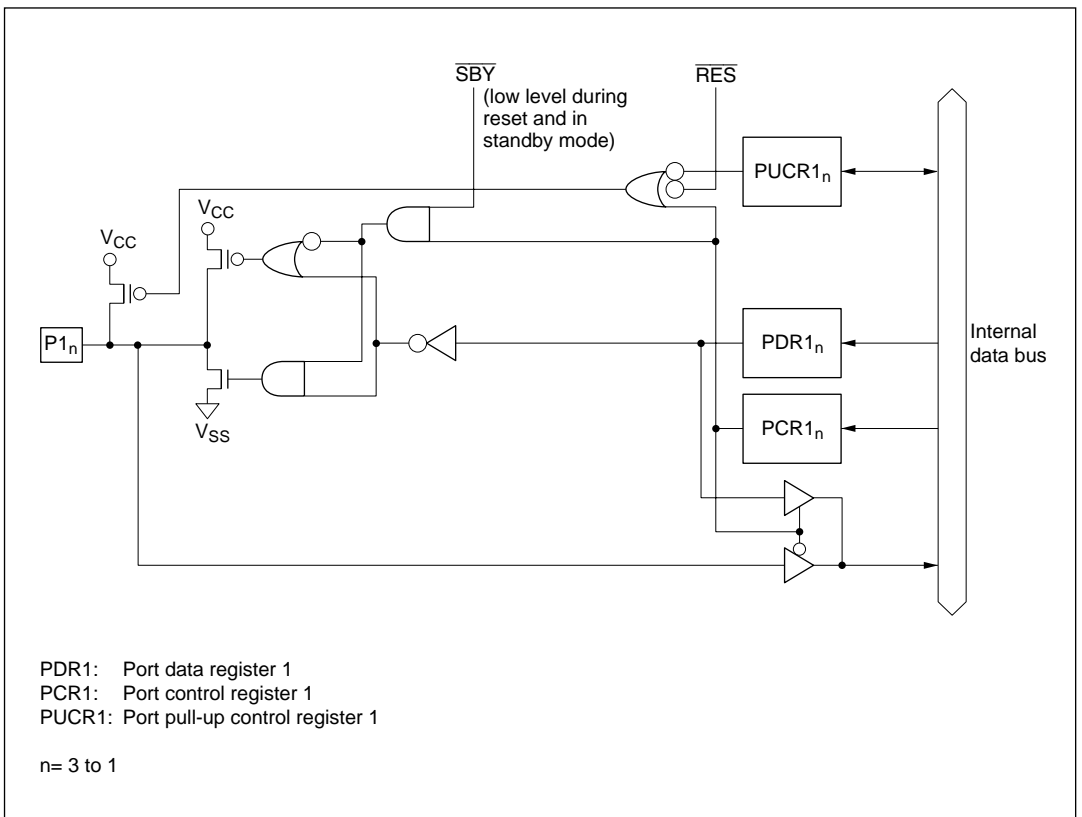 SBY
(low level during
reset and in
standby mode)
RES
PUCR1n
VCC
VCC
P1n
PDR1n
Internal
data bus
PCR1n
VSS
PDR1: Port data register 1
PCR1: Port control register 1
PUCR1: Port pull-up control register 1
n= 3 to 1